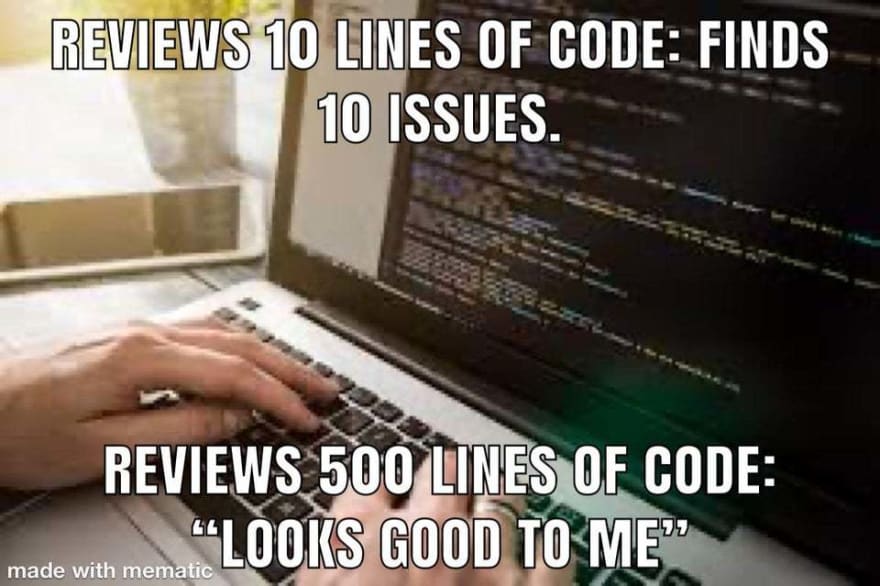 REVIEWS 10 LINES OF CODE: FINDS
10 ISSUES.
REVIEWS 500 LINES OF CODE:
“LOOKS GOOD TO ME”
made with mematic